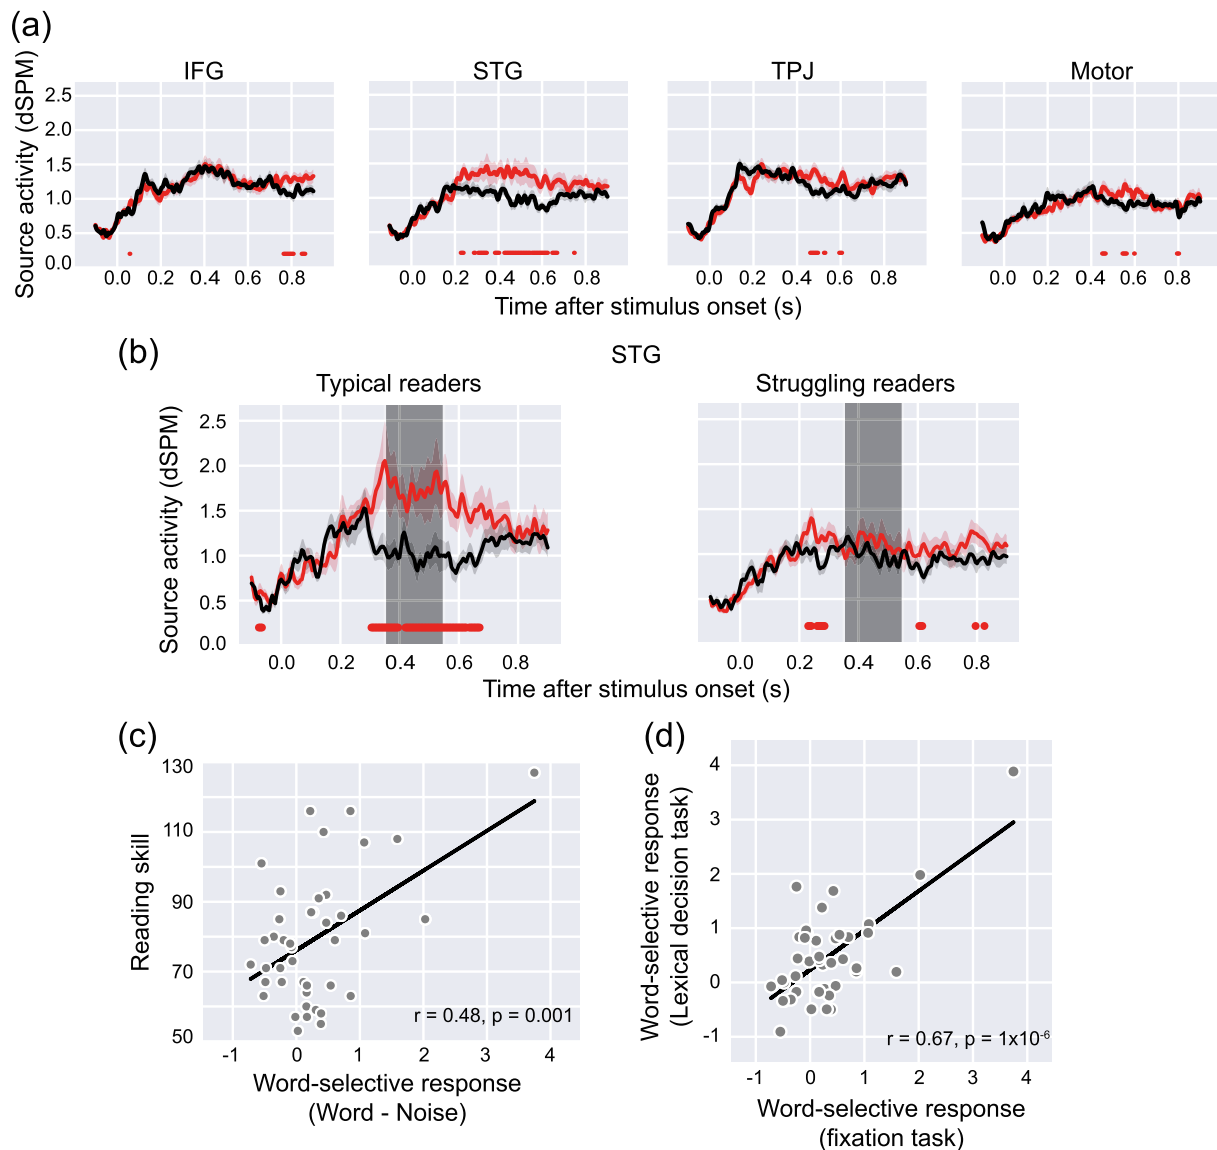 (a)
IFG STG TPJ Motor
Source activity (dSPM)
2.5
2.0
1.5
1.0
0.5
0.0
0.0 0.2 0.4 0.6 0.8 0.0 0.2 0.4 0.6 0.8 0.0 0.2 0.4 0.6 0.8 0.0 0.2 0.4 0.6 0.8
Time after stimulus onset (s)
(b)
STG
Typical readers Struggling readers
Source activity (dSPM)
2.5
2.0
1.5
1.0
0.5
0.0
0.0 0.2 0.4 0.6 0.8 0.0 0.2 0.4 0.6 0.8
Time after stimulus onset (s)
(c)
Reading skill
130
110
90
70
50
r = 0.48, p = 0.001
-1 0 1 2 3 4
Word-selective response
(Word - Noise)
(d)
Word-selective response
(Lexical decision task)
4
3
2
1
0
-1
r = 0.67, p = 1x10⁻⁶
-1 0 1 2 3 4
Word-selective response
(fixation task)